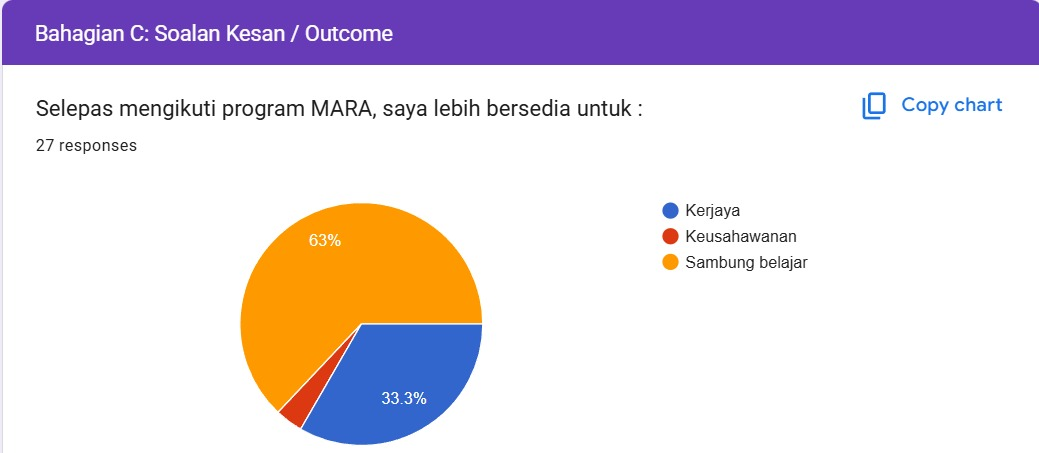 Bahagian C: Soalan Kesan / Outcome
Selepas mengikuti program MARA, saya lebih bersedia untuk :
Copy chart
27 responses
63%
33.3%
Kerjaya
Keusahawanan
Sambung belajar